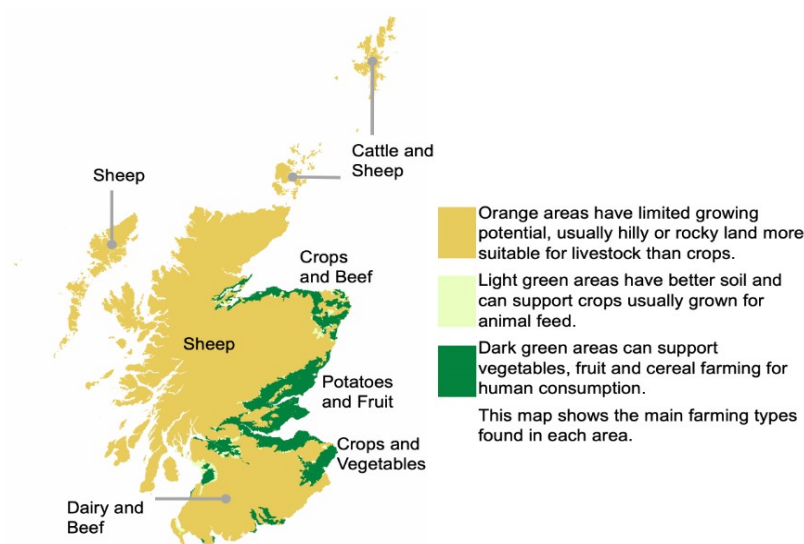 Cattle and
Sheep
Sheep
Crops
and Beef
Sheep
Potatoes
and Fruit
Crops and
Vegetables
Dairy and
Beef
Orange areas have limited growing
potential, usually hilly or rocky land more
suitable for livestock than crops.
Light green areas have better soil and
can support crops usually grown for
animal feed.
Dark green areas can support
vegetables, fruit and cereal farming for
human consumption.
This map shows the main farming types
found in each area.